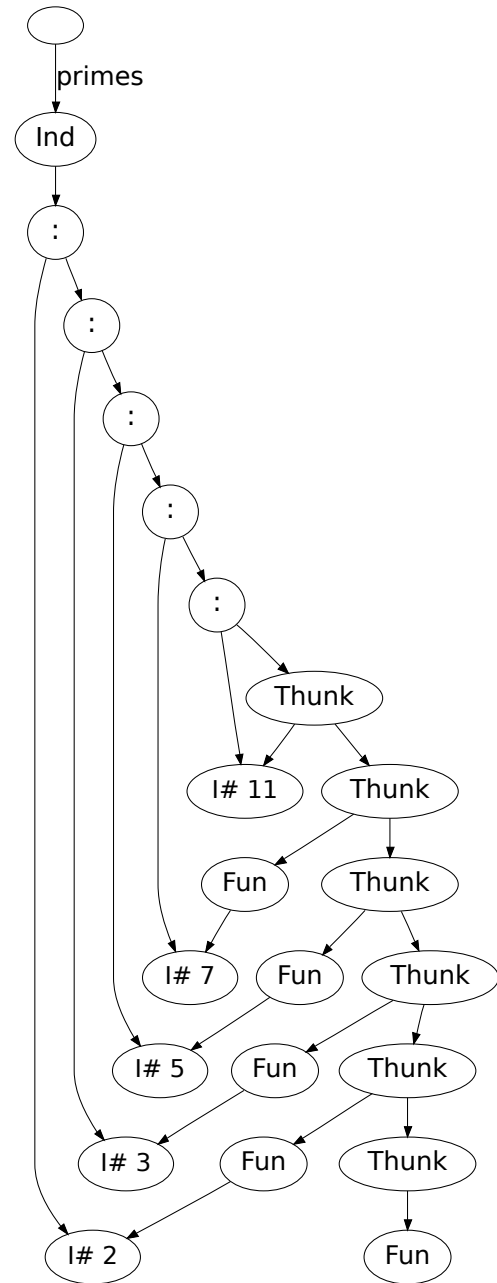 primes
Ind
:
:
:
:
:
Thunk
I# 11
Thunk
Fun
Thunk
I# 7
Fun
Thunk
I# 5
Fun
Thunk
I# 3
Fun
Thunk
I# 2
Fun